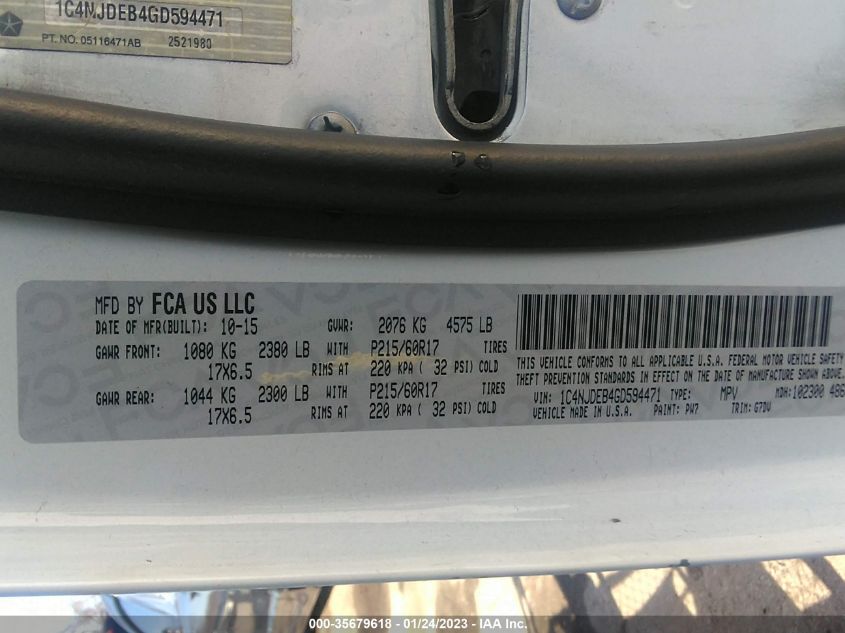 1C4NJDEB4GD594471
PT. NO. 05116471AB 2521980
MFD BY FCA US LLC
DATE OF MFR(BUILT): 10-15 GVWR: 2076 KG 4575 LB
GAWR FRONT: 1080 KG 2380 LB WITH P215/60R17 TIRES
17X6.5 RIMS AT 220 KPA ( 32 PSI) COLD
GAWR REAR: 1044 KG 2300 LB WITH P215/60R17 TIRES
17X6.5 RIMS AT 220 KPA ( 32 PSI) COLD
THIS VEHICLE CONFORMS TO ALL APPLICABLE U.S.A. FEDERAL MOTOR VEHICLE SAFETY
THEFT PREVENTION STANDARDS IN EFFECT ON THE DATE OF MANUFACTURE SHOWN ABOVE
VIN: 1C4NJDEB4GD594471 TYPE: MPV MDH: 102300 486
VEHICLE MADE IN U.S.A. PAINT: PW7 TRIM: G7DV
000-35679618 - 01/24/2023 - 1 - IMAGE